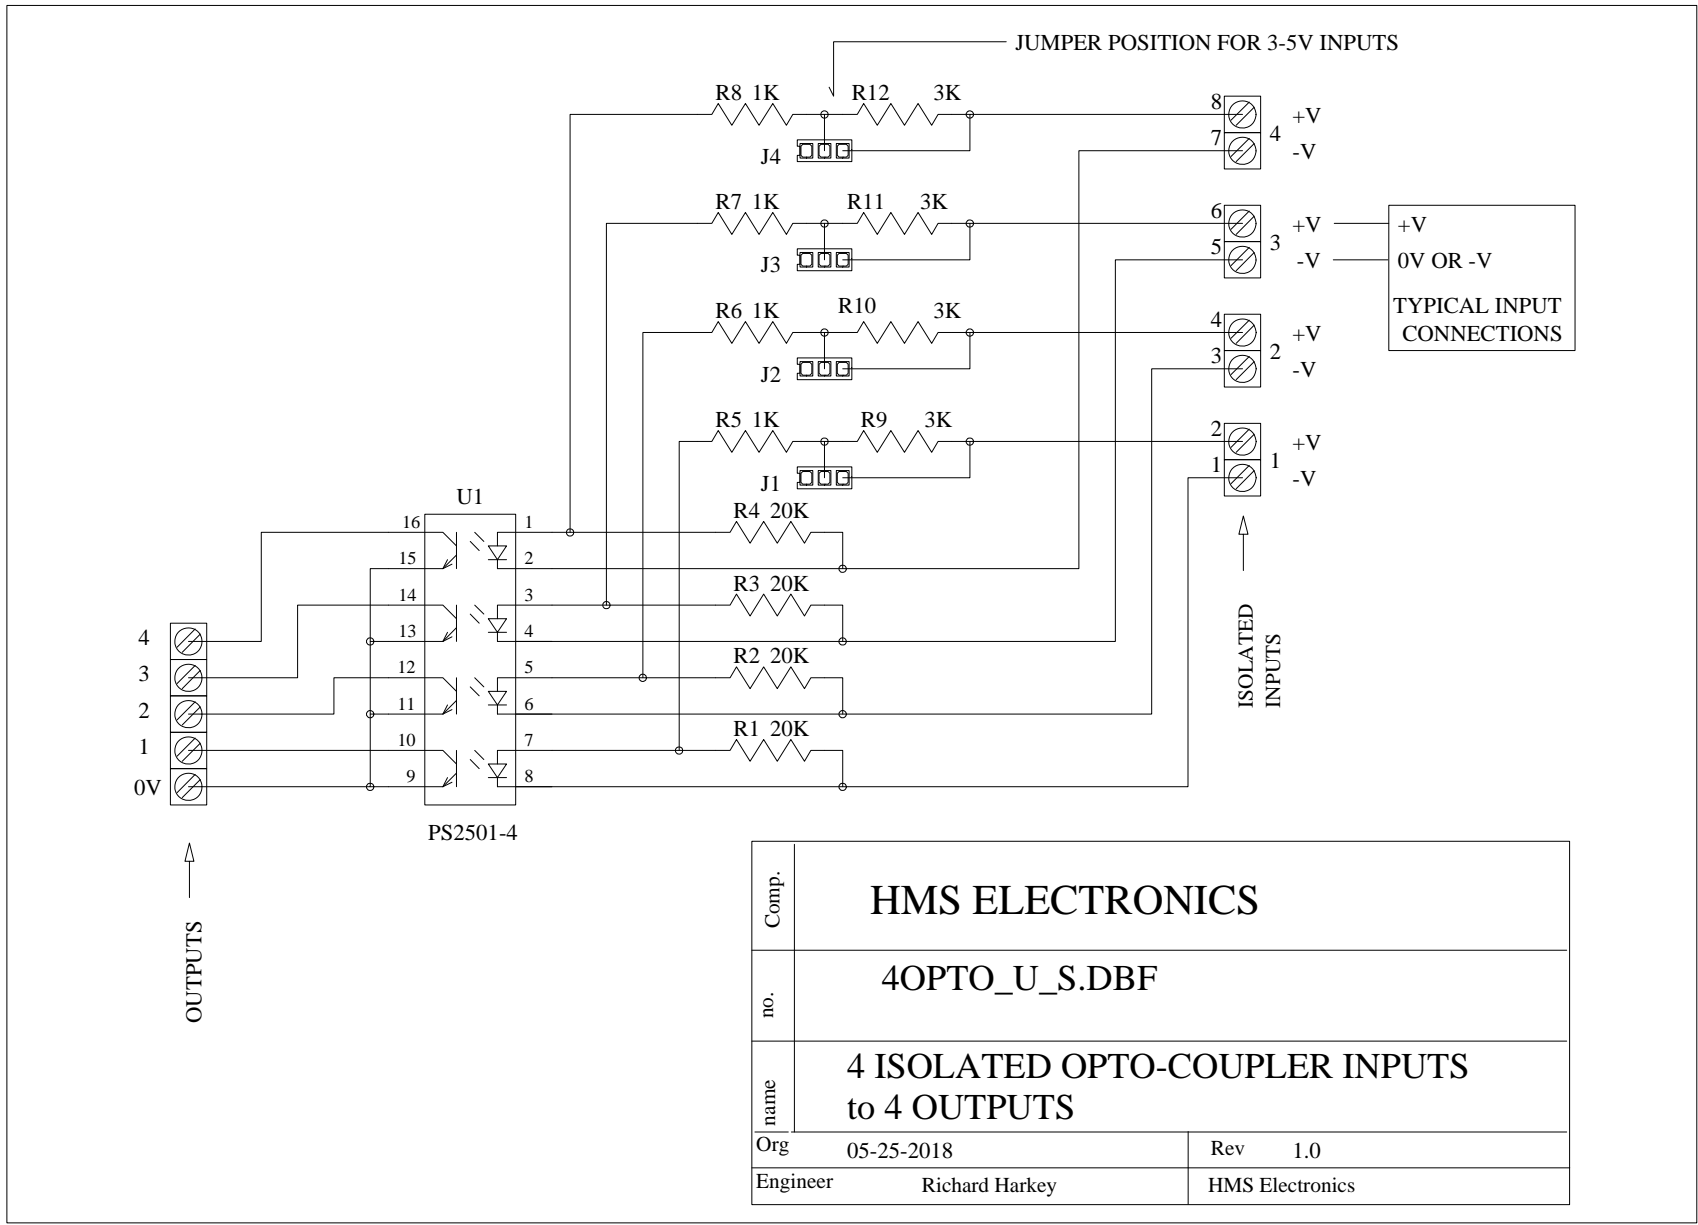 JUMPER POSITION FOR 3-5V INPUTS
R8 1K R12 3K
J4
8 +V
7 4 -V
R7 1K R11 3K
J3
6 +V
5 3 -V
+V
0V OR -V
TYPICAL INPUT
CONNECTIONS
R6 1K R10 3K
J2
4 +V
3 2 -V
R5 1K R9 3K
J1
2 +V
1 1 -V
U1
16 1 R4 20K
15 2
14 3 R3 20K
13 4
12 5 R2 20K
11 6
10 7 R1 20K
9 8
4
3
2
1
0V
PS2501-4
ISOLATED
INPUTS
OUTPUTS
Comp. HMS ELECTRONICS
no. 4OPTO_U_S.DBF
name 4 ISOLATED OPTO-COUPLER INPUTS
to 4 OUTPUTS
Org 05-25-2018 Rev 1.0
Engineer Richard Harkey HMS Electronics